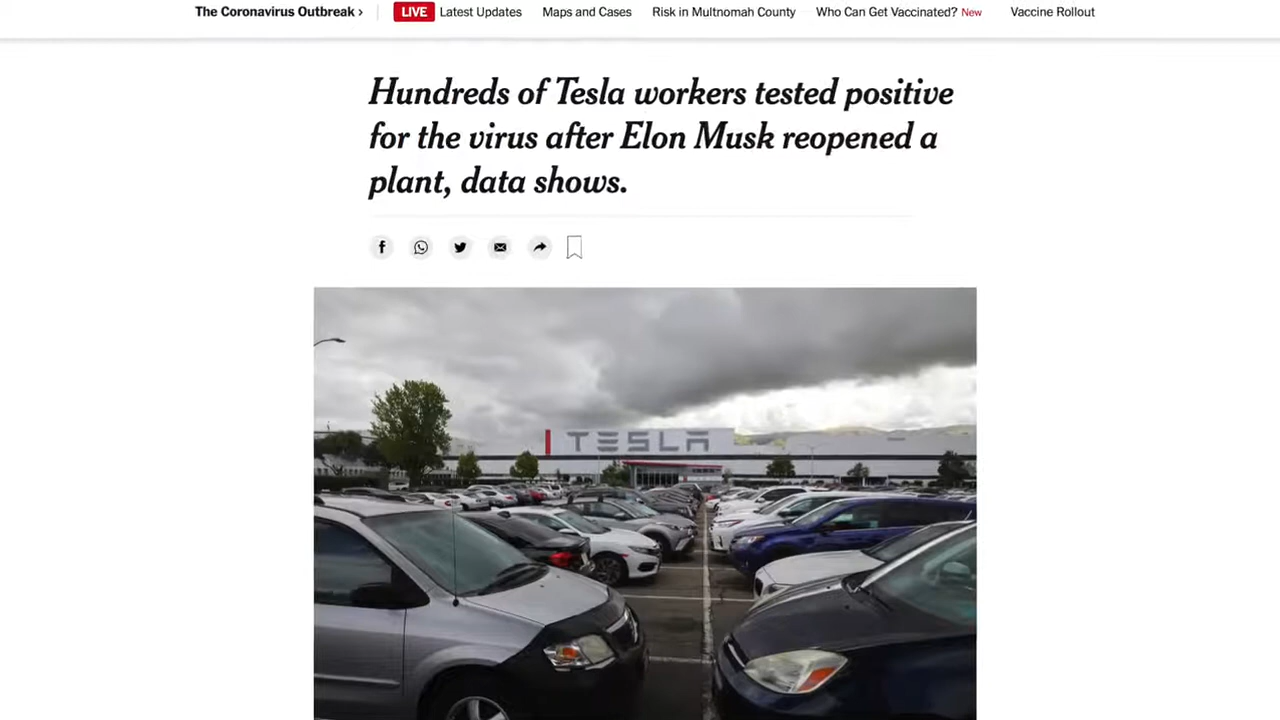 The Coronavirus Outbreak › LIVE Latest Updates Maps and Cases Risk in Multnomah County Who Can Get Vaccinated? New Vaccine Rollout
Hundreds of Tesla workers tested positive
for the virus after Elon Musk reopened a
plant, data shows.
TESLA